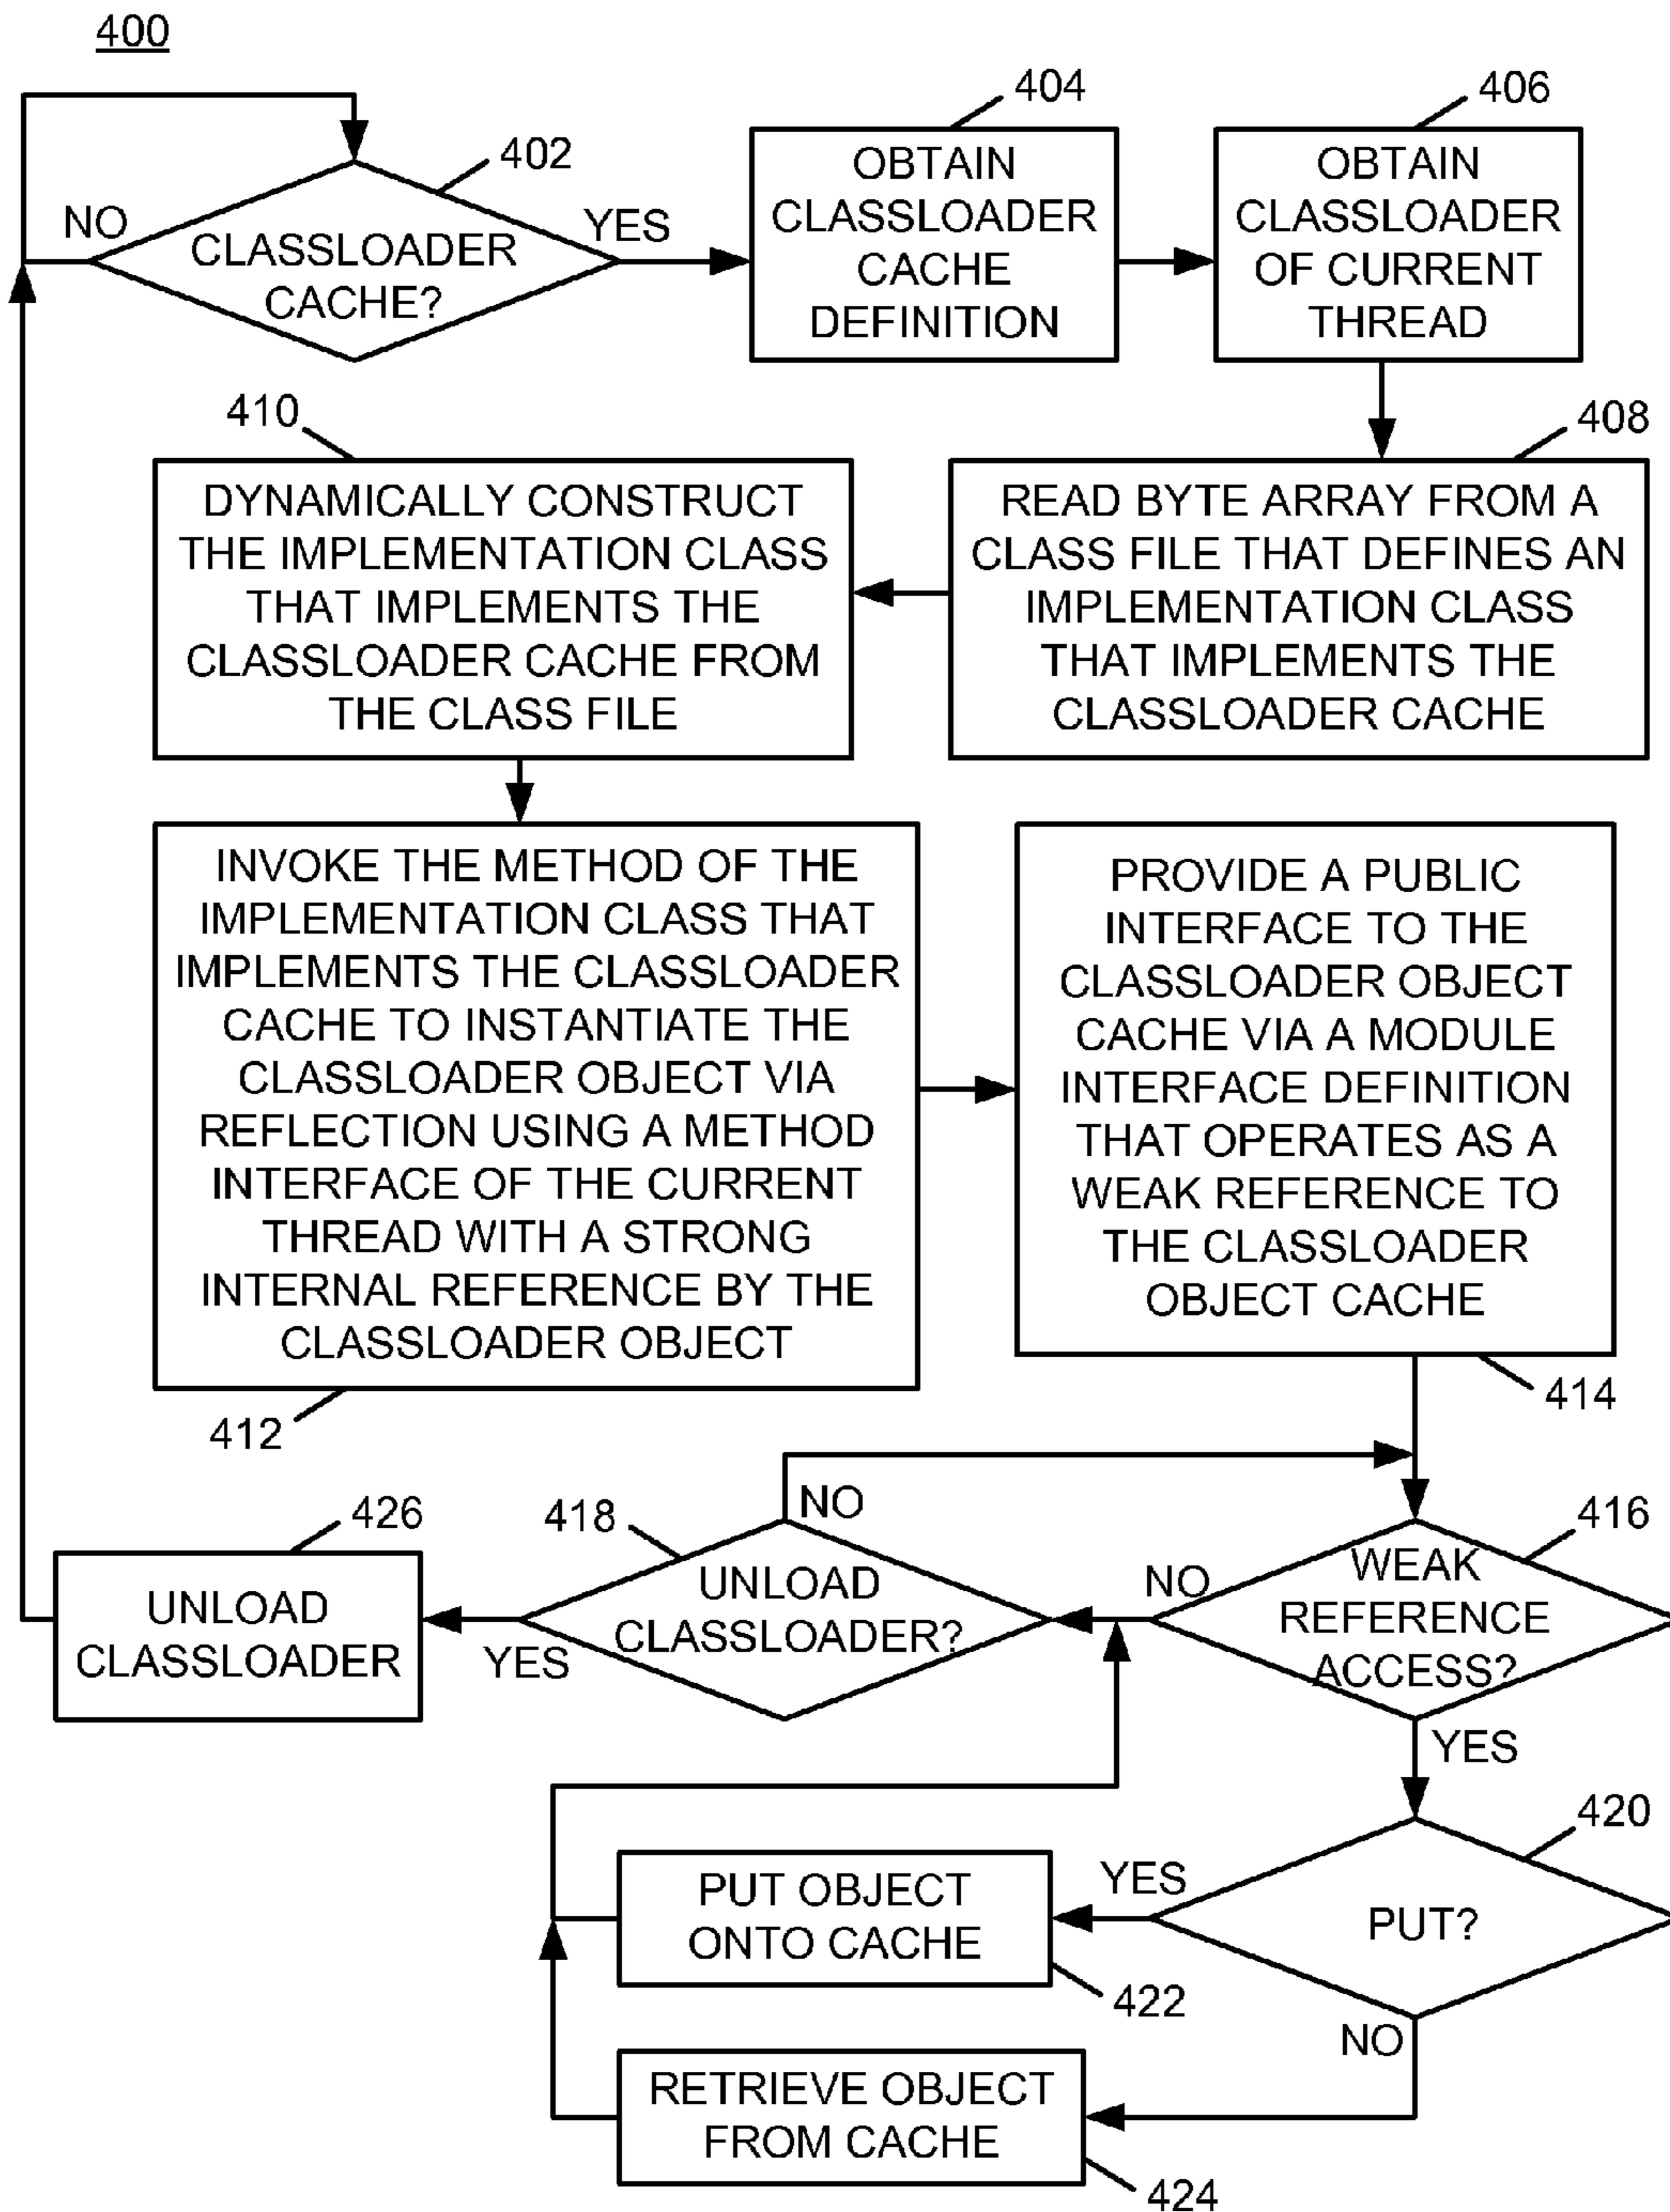 400
402
NO
CLASSLOADER
CACHE?
YES
404
OBTAIN
CLASSLOADER
CACHE
DEFINITION
406
OBTAIN
CLASSLOADER
OF CURRENT
THREAD
408
READ BYTE ARRAY FROM A
CLASS FILE THAT DEFINES AN
IMPLEMENTATION CLASS
THAT IMPLEMENTS THE
CLASSLOADER CACHE
410
DYNAMICALLY CONSTRUCT
THE IMPLEMENTATION CLASS
THAT IMPLEMENTS THE
CLASSLOADER CACHE FROM
THE CLASS FILE
INVOKE THE METHOD OF THE
IMPLEMENTATION CLASS THAT
IMPLEMENTS THE CLASSLOADER
CACHE TO INSTANTIATE THE
CLASSLOADER OBJECT VIA
REFLECTION USING A METHOD
INTERFACE OF THE CURRENT
THREAD WITH A STRONG
INTERNAL REFERENCE BY THE
CLASSLOADER OBJECT
412
PROVIDE A PUBLIC
INTERFACE TO THE
CLASSLOADER OBJECT
CACHE VIA A MODULE
INTERFACE DEFINITION
THAT OPERATES AS A
WEAK REFERENCE TO
THE CLASSLOADER
OBJECT CACHE
414
416
WEAK
REFERENCE
ACCESS?
NO
YES
418
NO
UNLOAD
CLASSLOADER?
YES
426
UNLOAD
CLASSLOADER
420
PUT?
YES
NO
PUT OBJECT
ONTO CACHE
422
RETRIEVE OBJECT
FROM CACHE
424